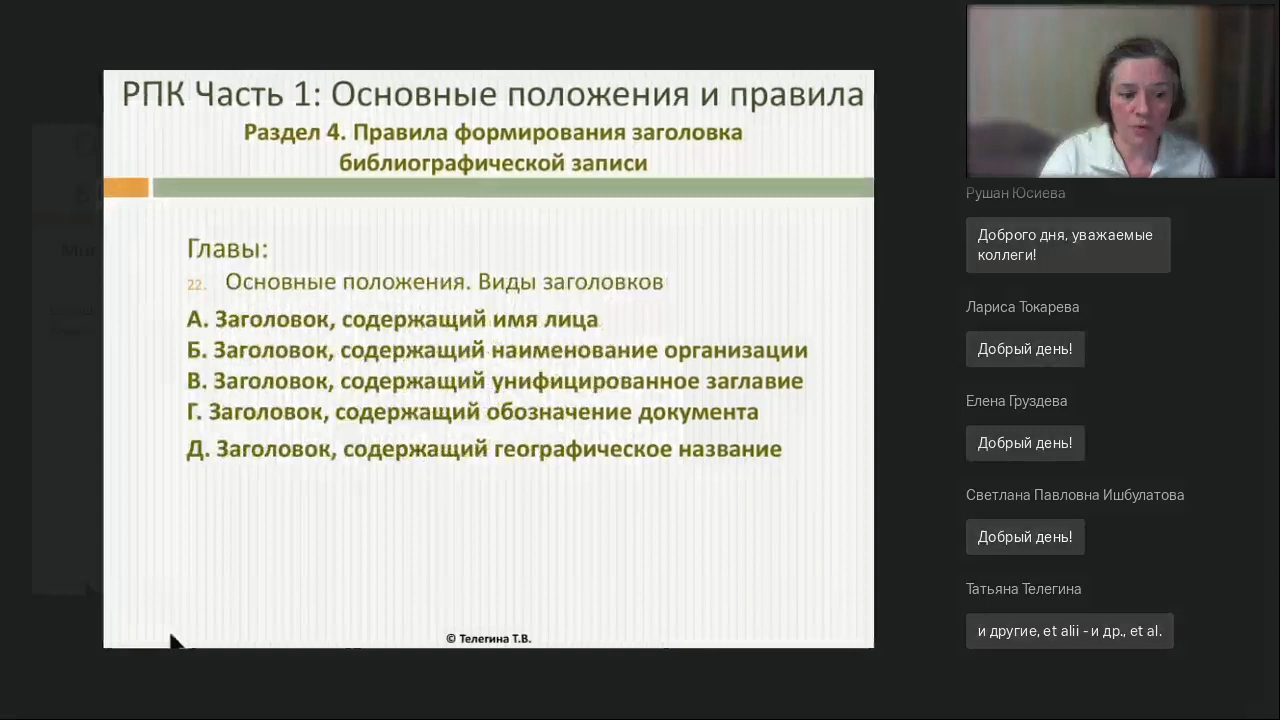 РПК Часть 1: Основные положения и правила
Раздел 4. Правила формирования заголовка
библиографической записи
Главы:
22. Основные положения. Виды заголовков
А. Заголовок, содержащий имя лица
Б. Заголовок, содержащий наименование организации
В. Заголовок, содержащий унифицированное заглавие
Г. Заголовок, содержащий обозначение документа
Д. Заголовок, содержащий географическое название
© Телегина Т.В.
Рушан Юсиева
Доброго дня, уважаемые
коллеги!
Лариса Токарева
Добрый день!
Елена Груздева
Добрый день!
Светлана Павловна Ишбулатова
Добрый день!
Татьяна Телегина
и другие, et alii - и др., et al.